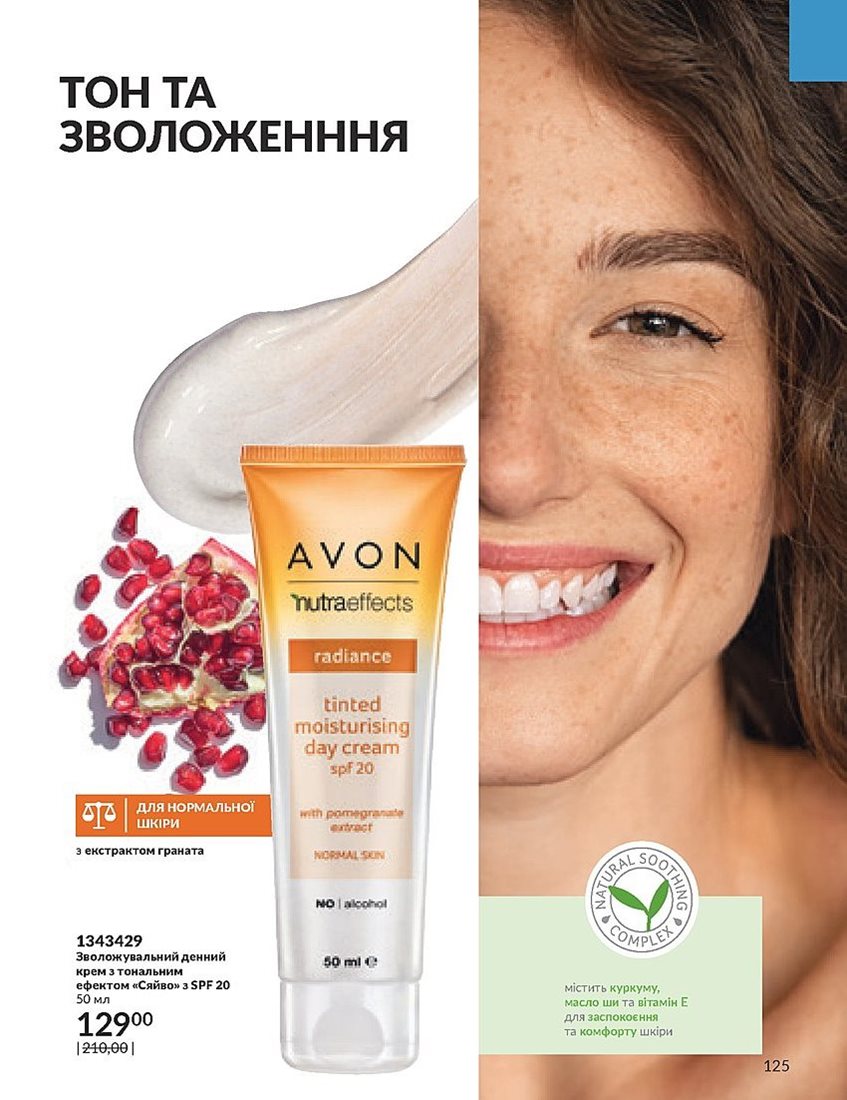 ТОН ТА
ЗВОЛОЖЕНННЯ
AVON
nutraeffects
radiance
tinted
moisturising
day cream
spf 20
with pomegranate
extract
NORMAL SKIN
NO | alcohol
50 ml e
ДЛЯ НОРМАЛЬНОЇ
ШКІРИ
з екстрактом граната
1343429
Зволожувальний денний
крем з тональним
ефектом «Сяйво» з SPF 20
50 мл
12900
|210,00|
NATURAL SOOTHING
COMPLEX
містить куркуму,
масло ши та вітамін Е
для заспокоєння
та комфорту шкіри
125